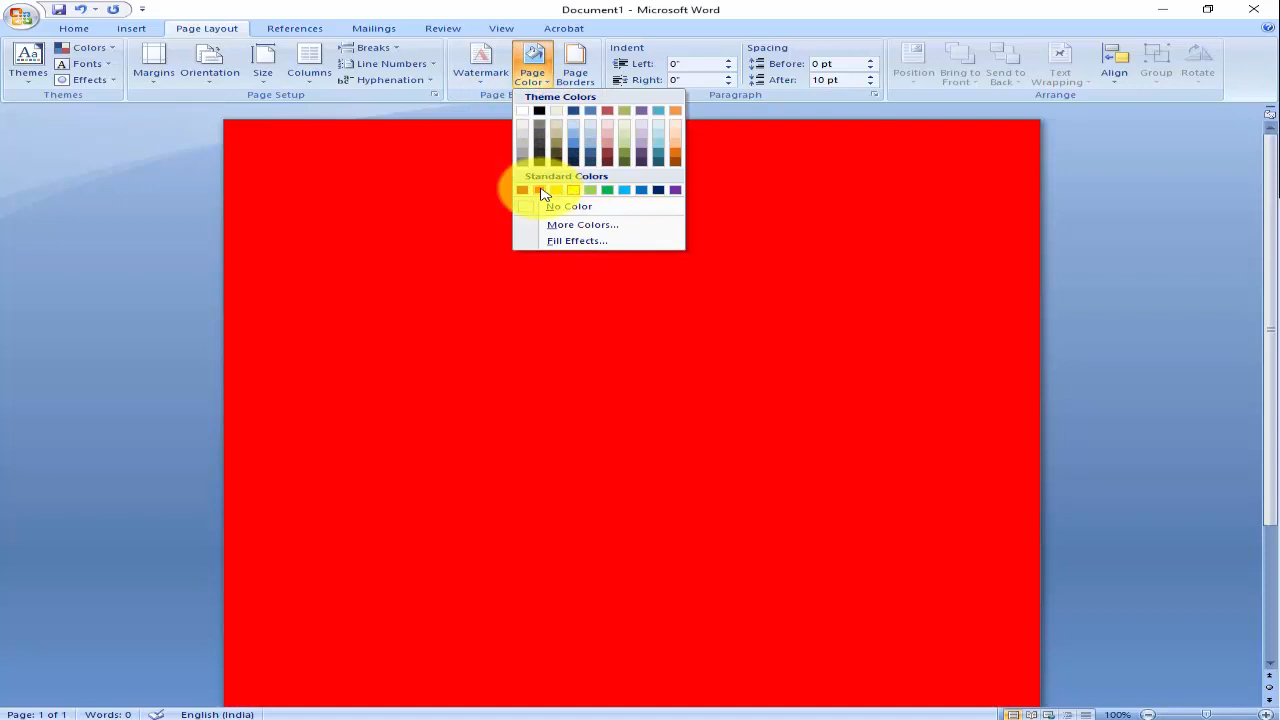 Document1 - Microsoft Word
Home Insert Page Layout References Mailings Review View Acrobat
Themes Colors Fonts Effects
Margins Orientation Size Columns Breaks Line Numbers Hyphenation
Watermark Page Color Page Borders
Indent Spacing
Left: 0" Before: 0 pt
Right: 0" After: 10 pt
Position Bring to Front Send to Back Text Wrapping Align Group Rotate
Themes Page Setup Page B Paragraph Arrange
Theme Colors
Standard Colors
No Color
More Colors...
Fill Effects...
Page: 1 of 1 Words: 0 English (India) 100%